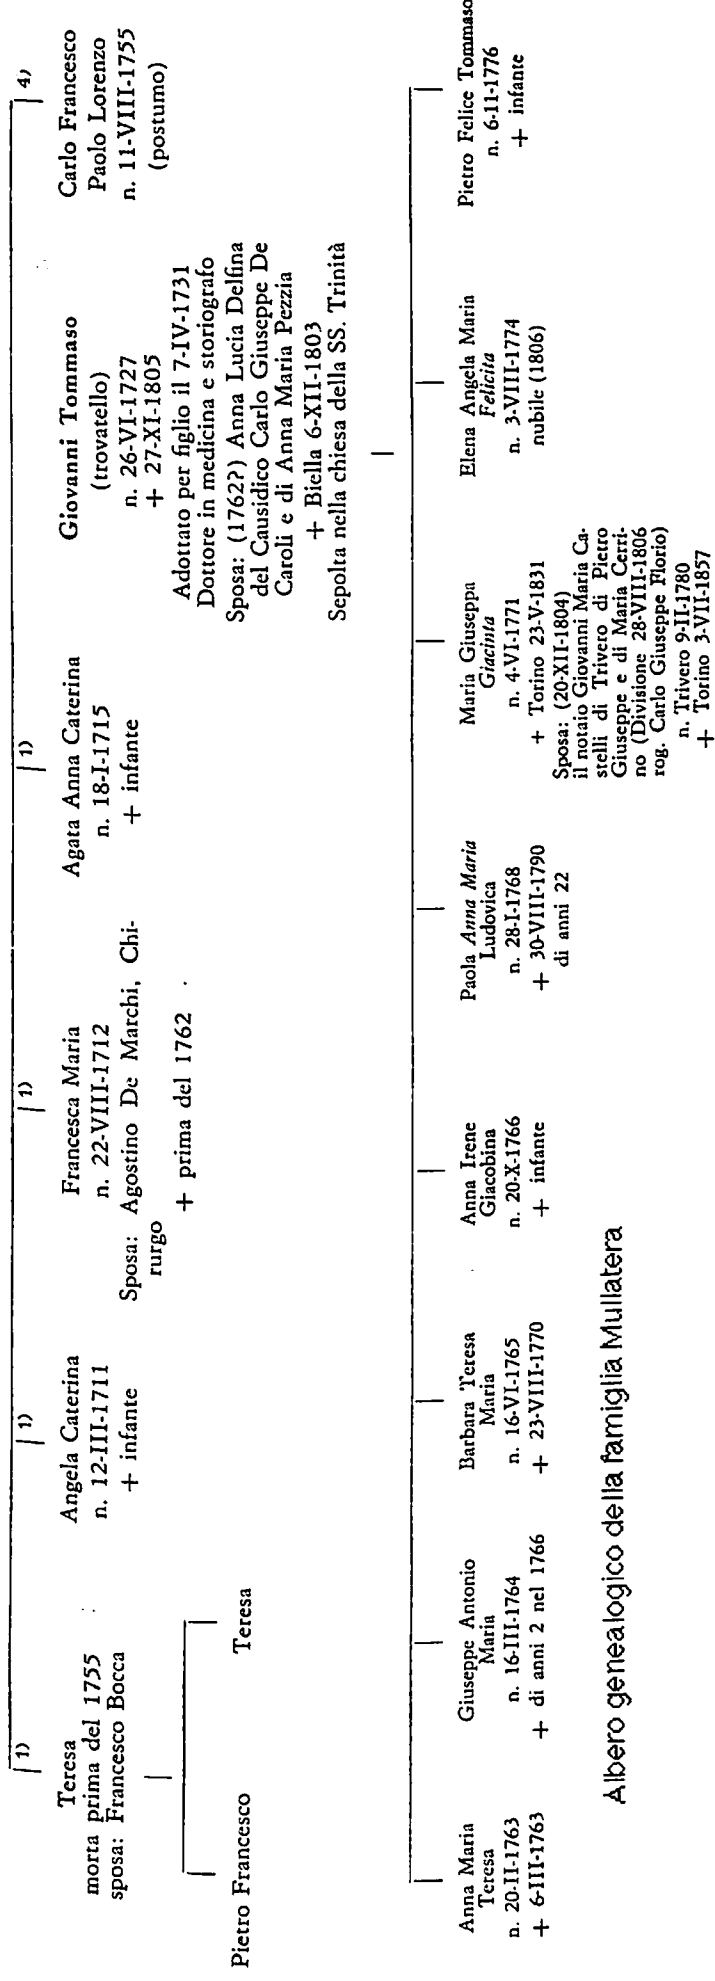 1)
Teresa
morta prima del 1755
sposa: Francesco Bocca
Pietro Francesco
Teresa
1)
Angela Caterina
n. 12-III-1711
+ infante
1)
Francesca Maria
n. 22-VIII-1712
Sposa: Agostino De Marchi, Chi-
rurgo
+ prima del 1762
1)
Agata Anna Caterina
n. 18-I-1715
+ infante
Giovanni Tommaso
(trovatello)
n. 26-VI-1727
+ 27-XI-1805
Adottato per figlio il 7-IV-1731
Dottore in medicina e storiografo
Sposa: (1762?) Anna Lucia Delfina
del Causidico Carlo Giuseppe De
Caroli e di Anna Maria Pezzia
+ Biella 6-XII-1803
Sepolta nella chiesa della SS. Trinità
4)
Carlo Francesco
Paolo Lorenzo
n. 11-VIII-1755
(postumo)
Anna Maria
Teresa
n. 20-II-1763
+ 6-III-1763
Giuseppe Antonio
Maria
n. 16-III-1764
+ di anni 2 nel 1766
Barbara Teresa
Maria
n. 16-VI-1765
+ 23-VIII-1770
Anna Irene
Giacobina
n. 20-X-1766
+ infante
Paola Anna Maria
Ludovica
n. 28-I-1768
+ 30-VIII-1790
di anni 22
Maria Giuseppa
Giacinta
n. 4-VI-1771
+ Torino 23-V-1831
Sposa: (20-XII-1804)
il notaio Giovanni Maria Ca-
stelli di Trivero di Pietro
Giuseppe e di Maria Cerri-
no (Divisione 28-VIII-1806
rog. Carlo Giuseppe Florio)
n. Trivero 9-II-1780
+ Torino 3-VII-1857
Elena Angela Maria
Felicita
n. 3-VIII-1774
nubile (1806)
Pietro Felice Tommaso
n. 6-11-1776
+ infante
Albero genealogico della famiglia Mullatera